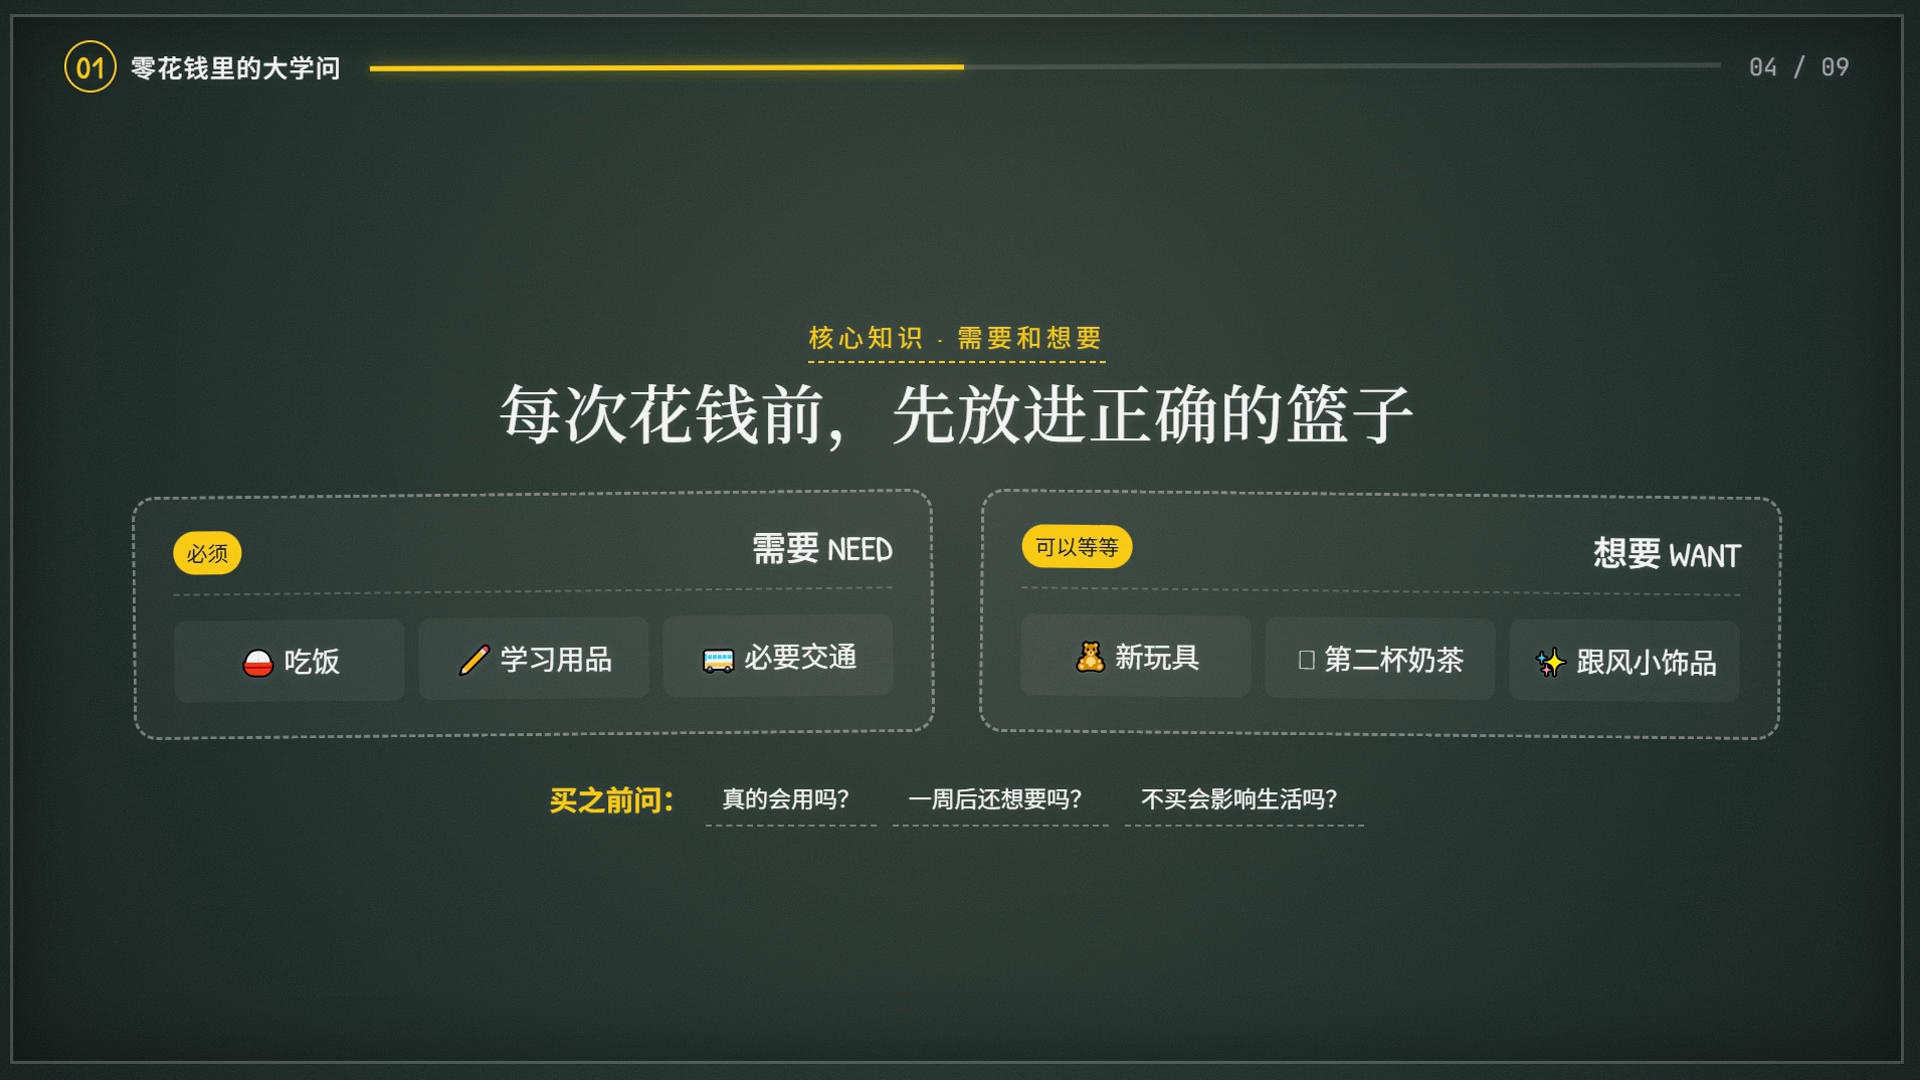 01 零花钱里的大学问
04 / 09
核心知识 · 需要和想要
每次花钱前，先放进正确的篮子
必须
需要 NEED
吃饭
学习用品
必要交通
可以等等
想要 WANT
新玩具
第二杯奶茶
跟风小饰品
买之前问： 真的会用吗？ 一周后还想要吗？ 不买会影响生活吗？